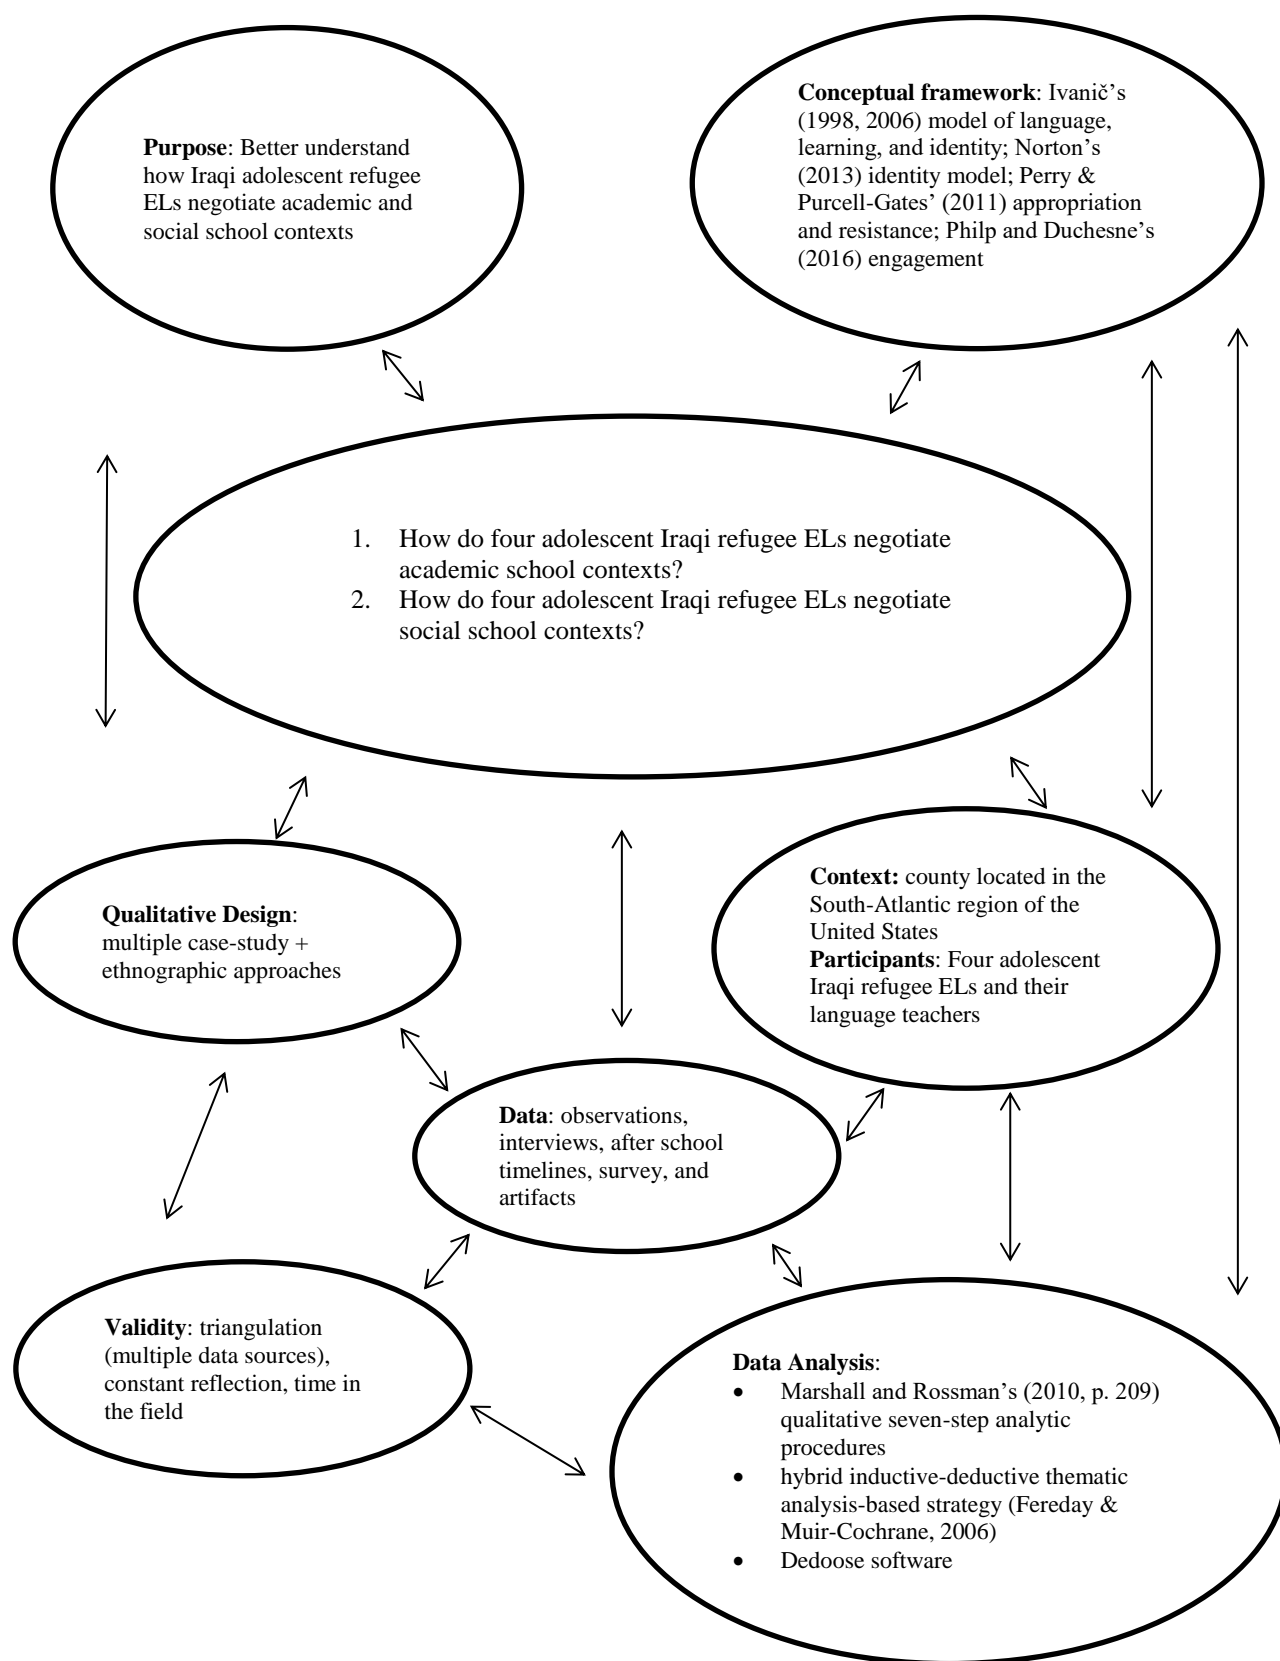 Purpose: Better understand
how Iraqi adolescent refugee
ELs negotiate academic and
social school contexts
Conceptual framework: Ivanič’s
(1998, 2006) model of language,
learning, and identity; Norton’s
(2013) identity model; Perry &
Purcell-Gates’ (2011) appropriation
and resistance; Philp and Duchesne’s
(2016) engagement
1. How do four adolescent Iraqi refugee ELs negotiate
academic school contexts?
2. How do four adolescent Iraqi refugee ELs negotiate
social school contexts?
Qualitative Design:
multiple case-study +
ethnographic approaches
Context: county located in the
South-Atlantic region of the
United States
Participants: Four adolescent
Iraqi refugee ELs and their
language teachers
Data: observations,
interviews, after school
timelines, survey, and
artifacts
Validity: triangulation
(multiple data sources),
constant reflection, time in
the field
Data Analysis:
• Marshall and Rossman’s (2010, p. 209)
qualitative seven-step analytic
procedures
• hybrid inductive-deductive thematic
analysis-based strategy (Fereday &
Muir-Cochrane, 2006)
• Dedoose software